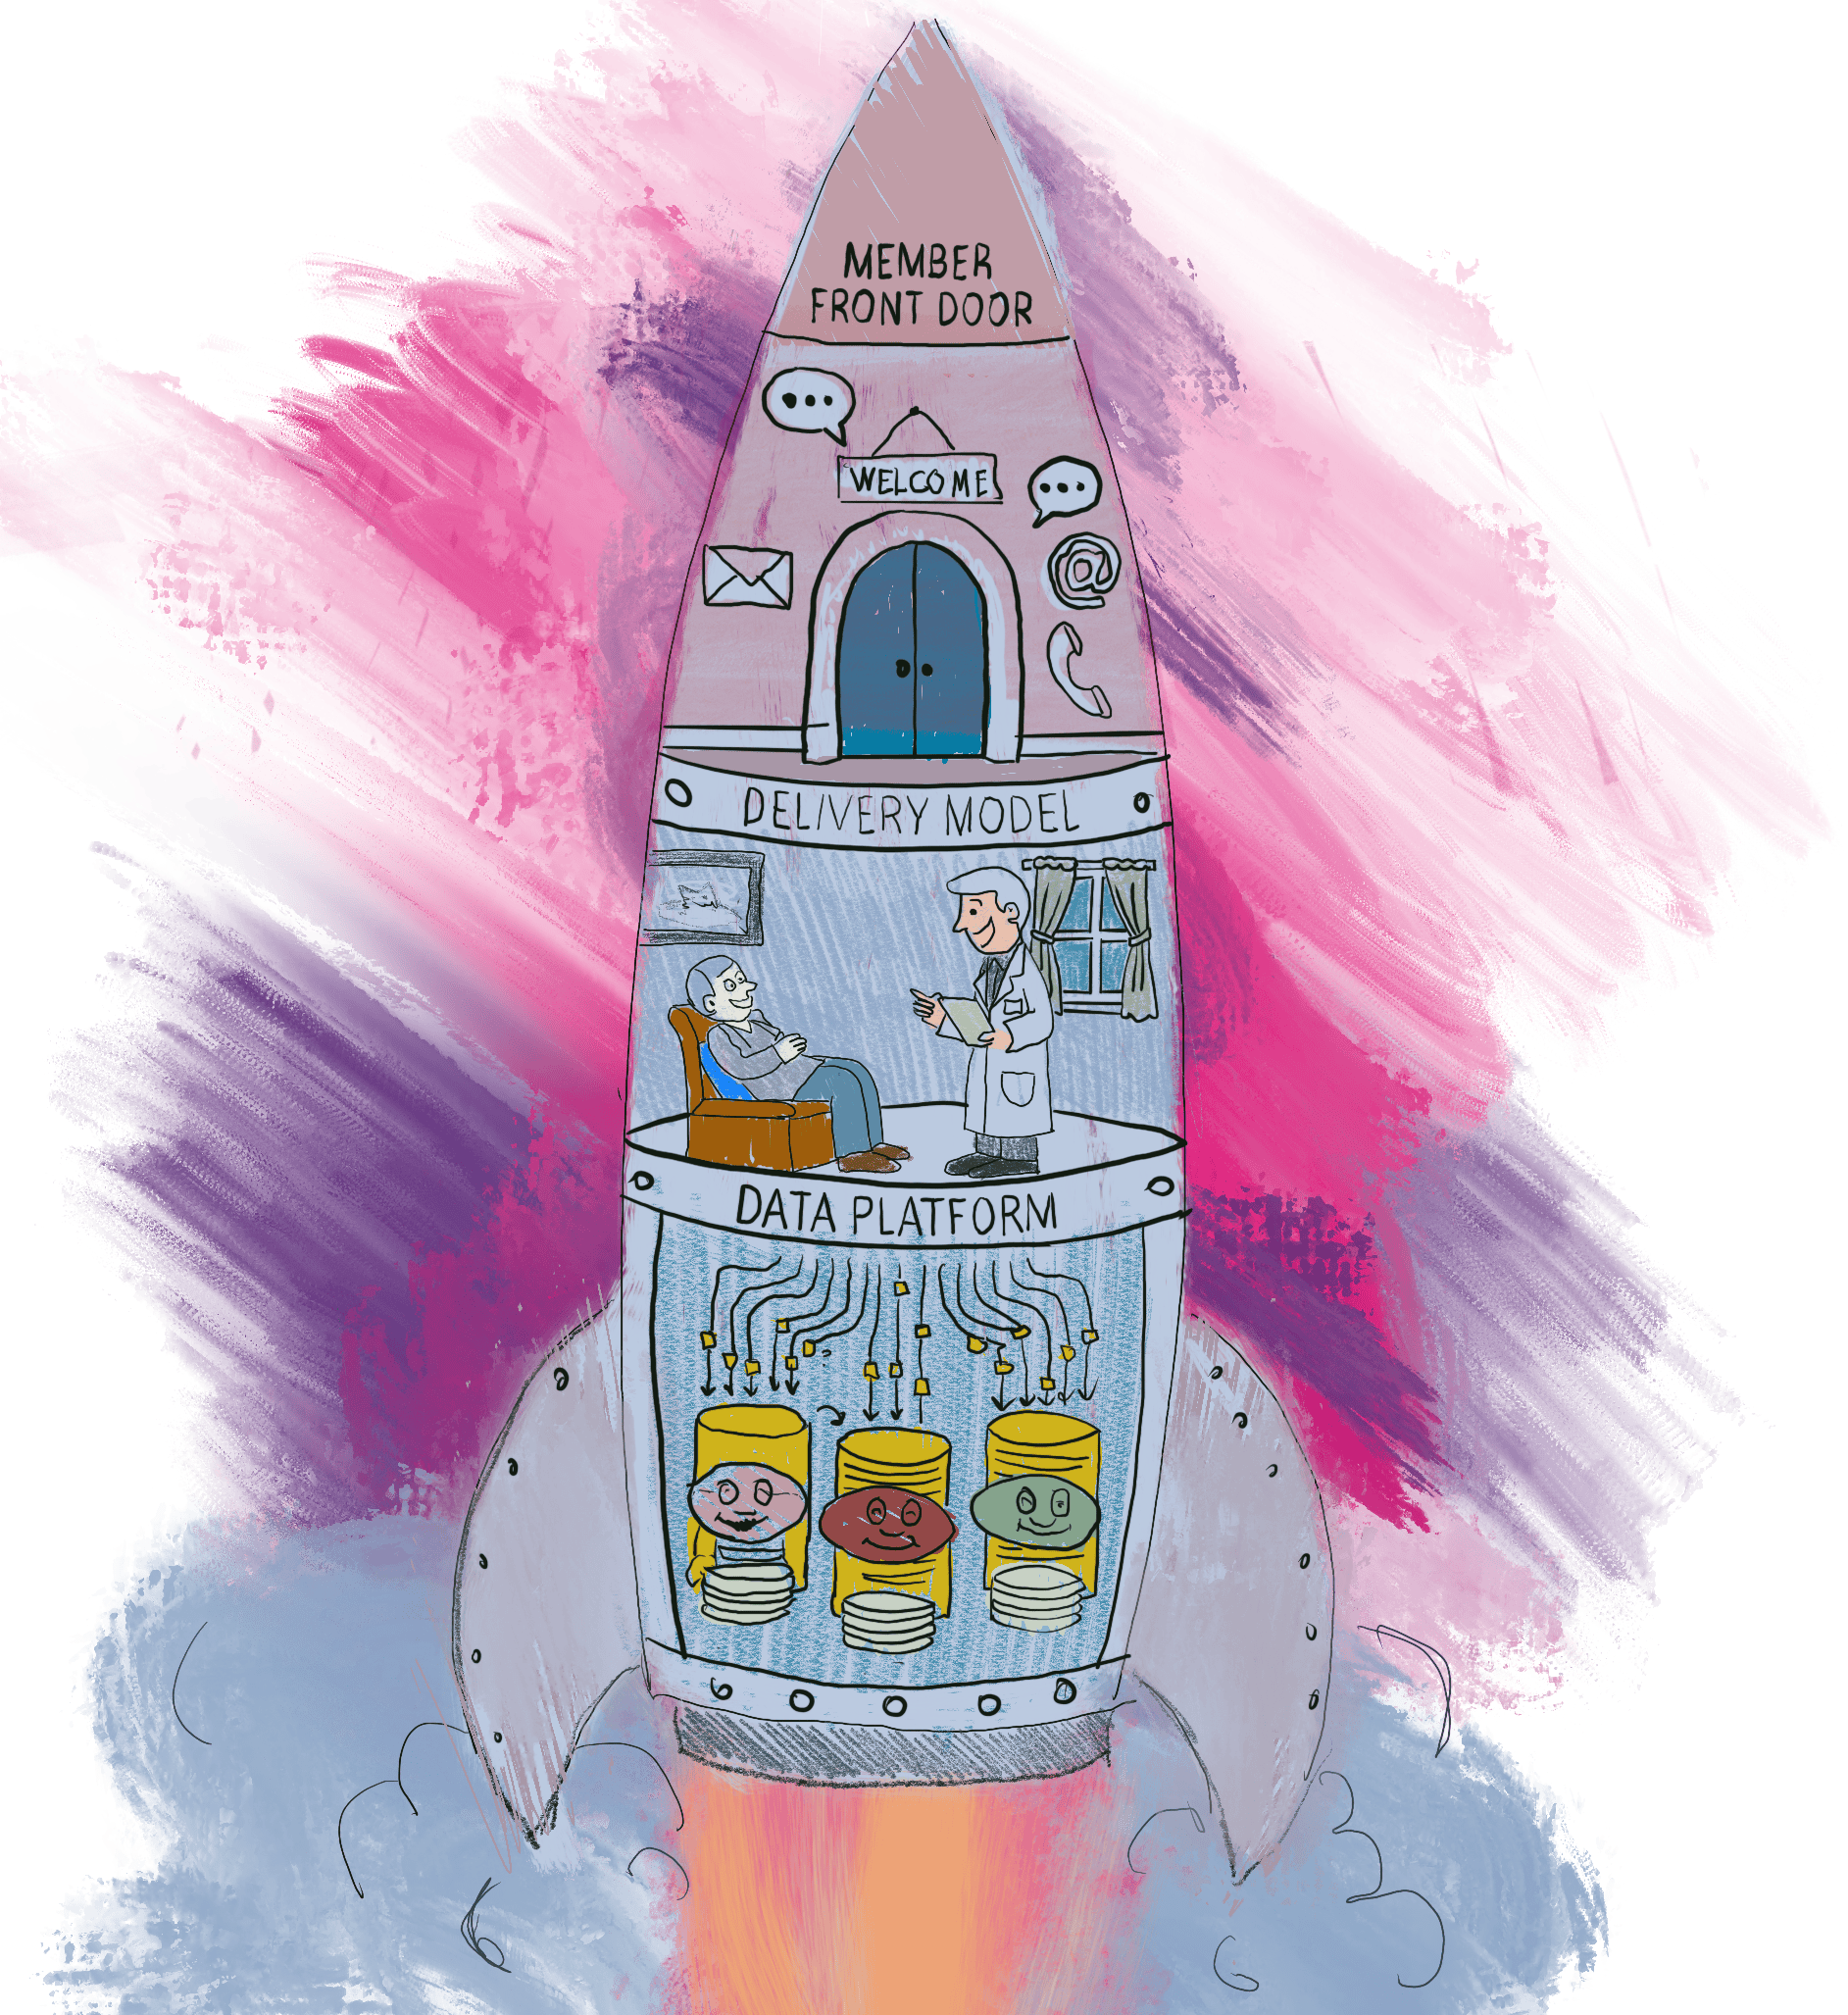 MEMBER
FRONT DOOR
WELCOME
@
DELIVERY MODEL
DATA PLATFORM